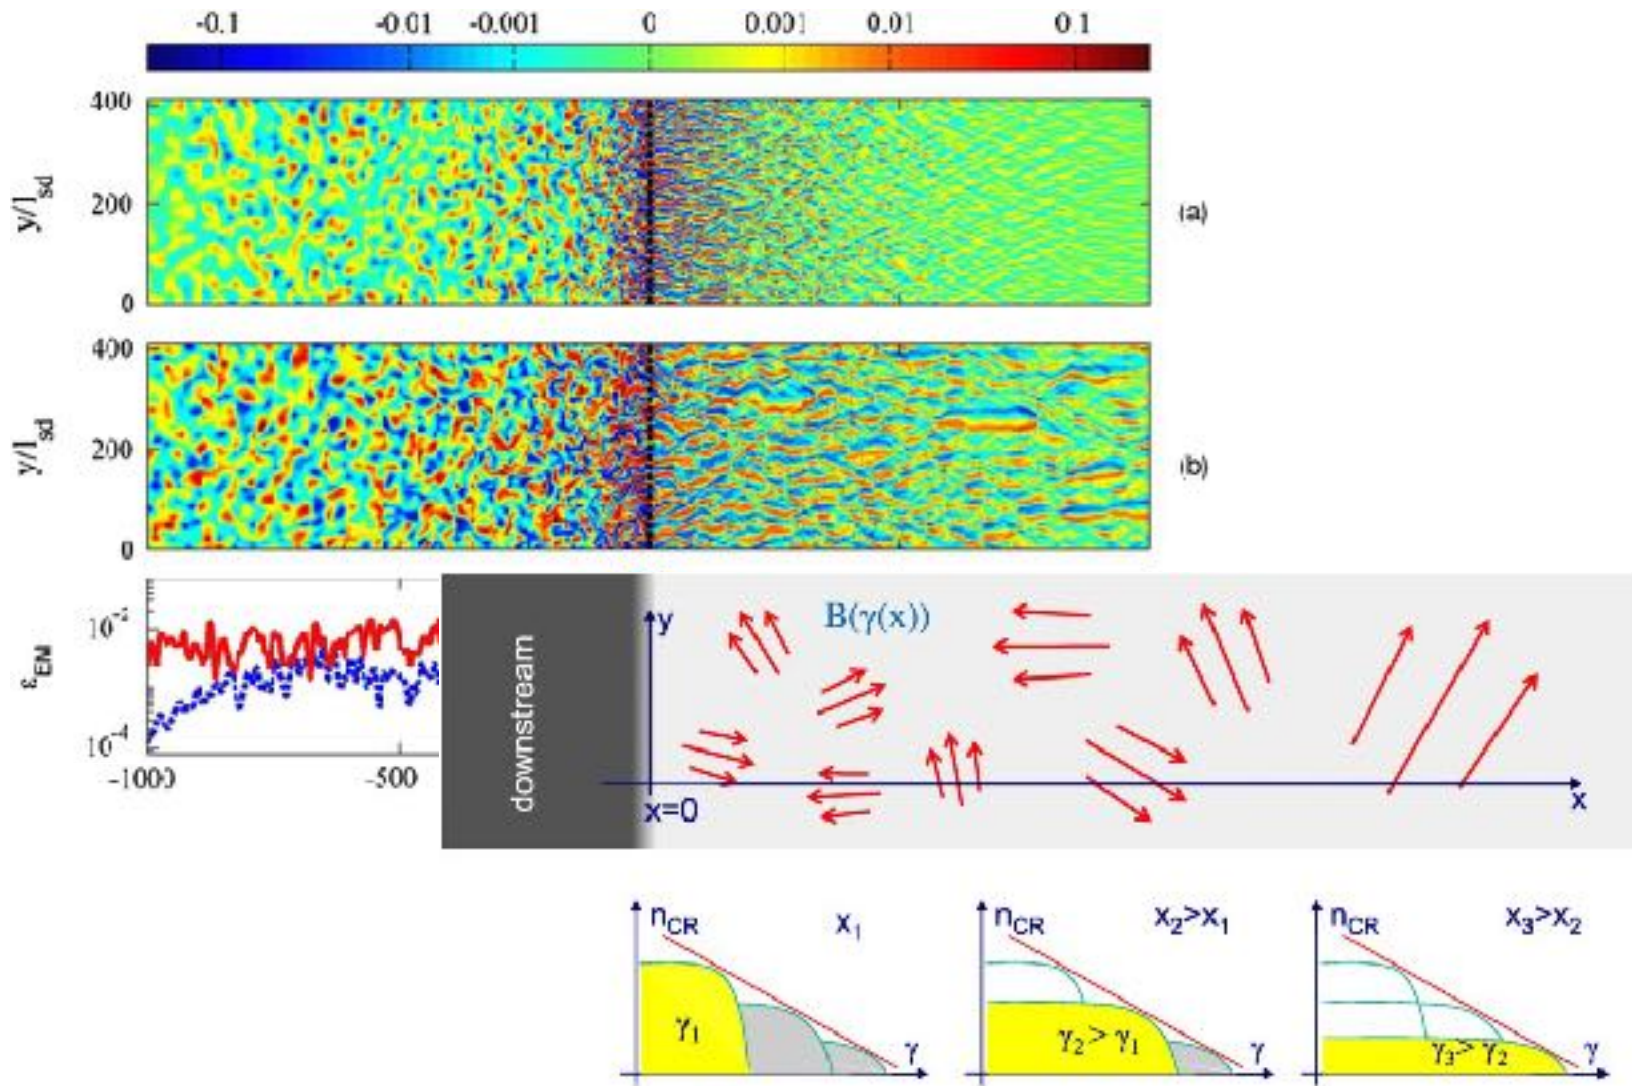 -0.1 -0.01 -0.001 0 0.001 0.01 0.1
400
y/l_sd
200
(a)
0
400
y/l_sd
200
(b)
0
10^-2
ε_EM
10^-4
-1000 -500
downstream
y
B(γ(x))
x=0
x
n_CR x_1
γ_1
γ
n_CR x_2>x_1
γ_2 > γ_1
γ
n_CR x_3>x_2
γ_3> γ_2
γ